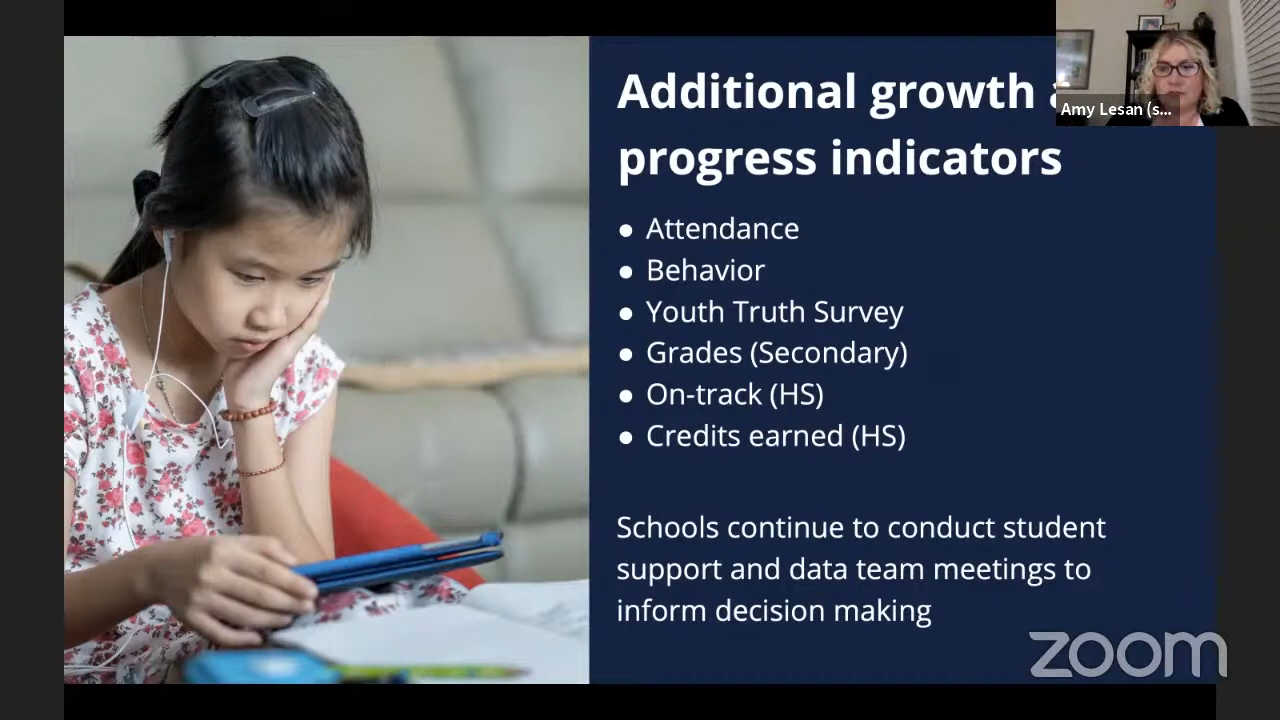 Additional growth
progress indicators
Amy Lesan (s...
● Attendance
● Behavior
● Youth Truth Survey
● Grades (Secondary)
● On-track (HS)
● Credits earned (HS)
Schools continue to conduct student
support and data team meetings to
inform decision making
zoom